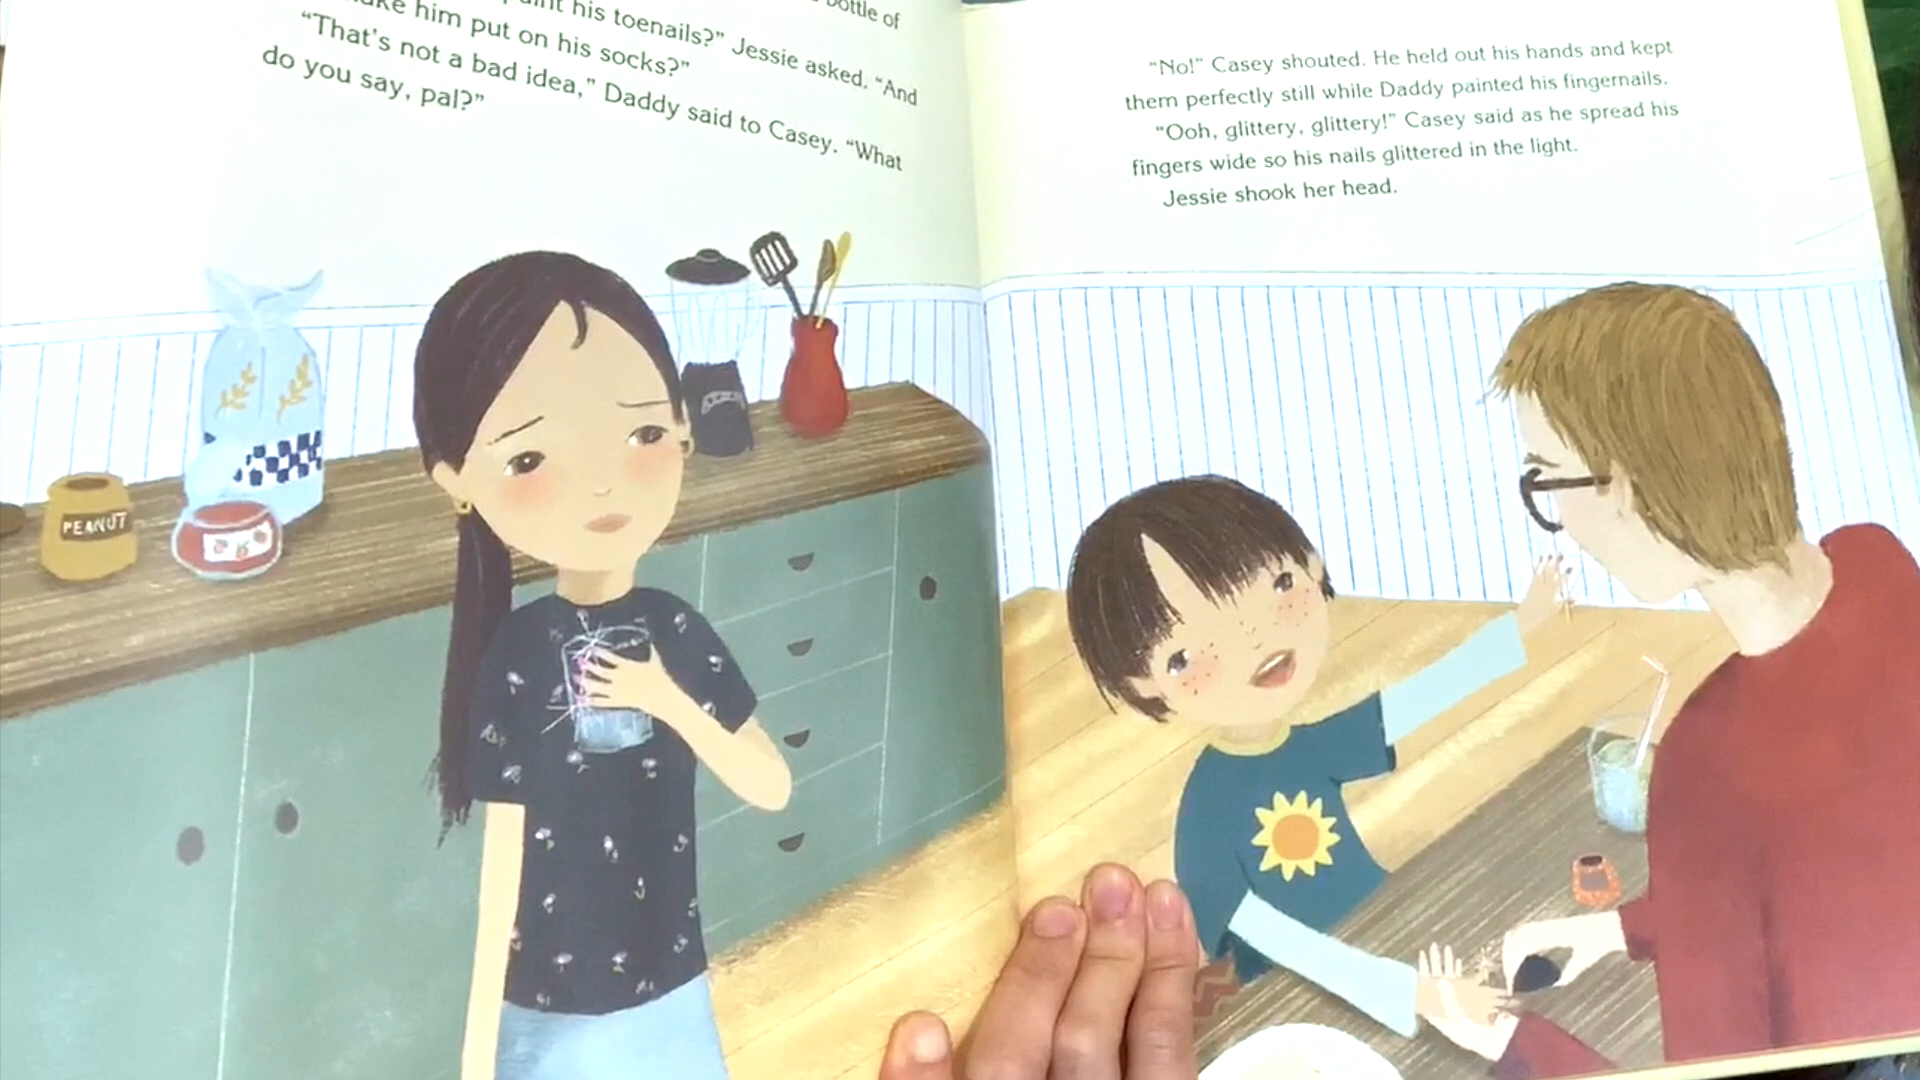 bottle of
his toenails?” Jessie asked. “And
him put on his socks?”
“That’s not a bad idea,” Daddy said to Casey. “What
do you say, pal?”
“No!” Casey shouted. He held out his hands and kept
them perfectly still while Daddy painted his fingernails.
“Ooh, glittery, glittery!” Casey said as he spread his
fingers wide so his nails glittered in the light.
Jessie shook her head.
PEANUT